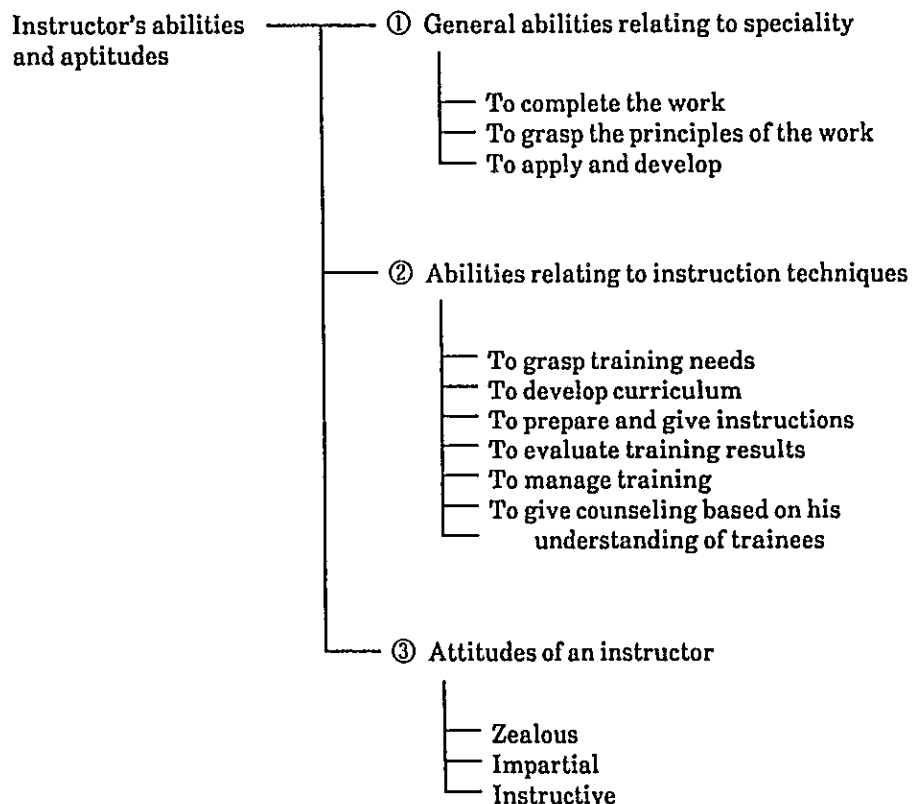 Instructor's abilities
and aptitudes
① General abilities relating to speciality
To complete the work
To grasp the principles of the work
To apply and develop
② Abilities relating to instruction techniques
To grasp training needs
To develop curriculum
To prepare and give instructions
To evaluate training results
To manage training
To give counseling based on his
understanding of trainees
③ Attitudes of an instructor
Zealous
Impartial
Instructive